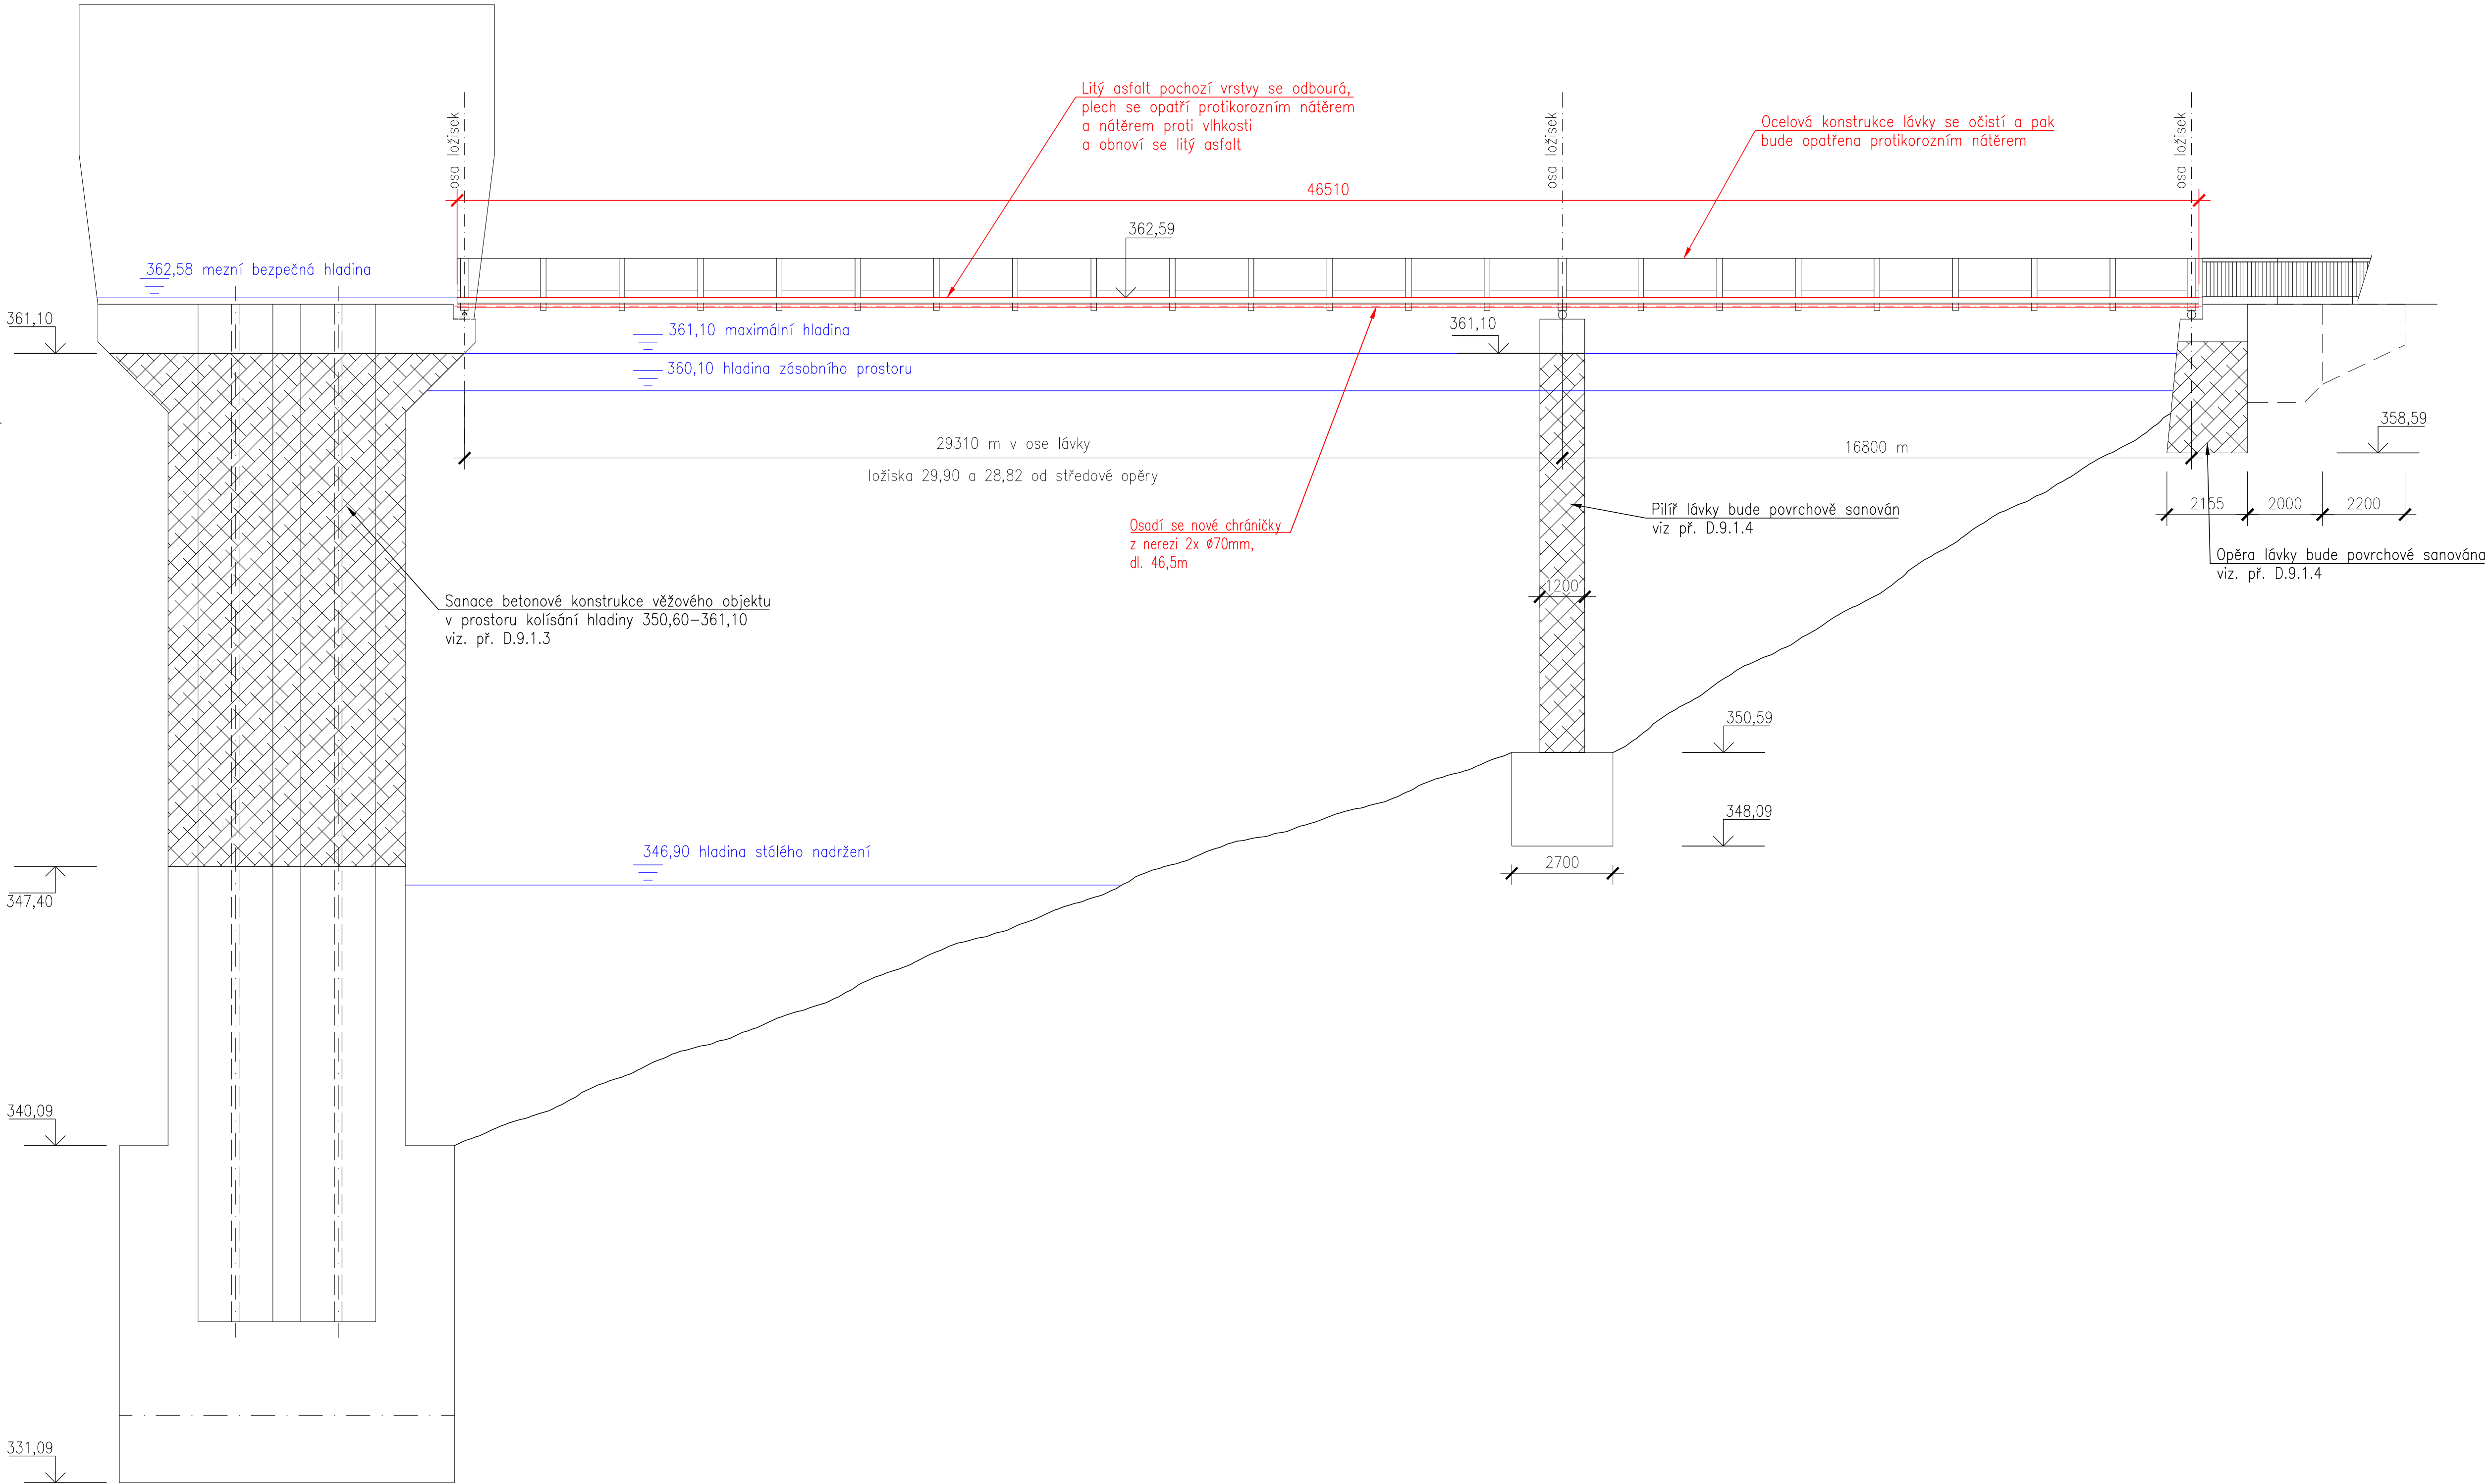 Litý asfalt pochozí vrstvy se odbourá,
plech se opatří protikorozním nátěrem
a nátěrem proti vlhkosti
a obnoví se litý asfalt
Ocelová konstrukce lávky se očistí a pak
bude opatřena protikorozním nátěrem
osa ložisek
osa ložisek
osa ložisek
46510
362,59
362,58 mezní bezpečná hladina
361,10
361,10 maximální hladina
361,10
360,10 hladina zásobního prostoru
358,59
29310 m v ose lávky
16800 m
ložiska 29,90 a 28,82 od středové opěry
2155
2000
2200
Pilíř lávky bude povrchově sanován
viz př. D.9.1.4
Osadí se nové chráničky
z nerezi 2x Ø70mm,
dl. 46,5m
Opěra lávky bude povrchové sanována
viz. př. D.9.1.4
1200
Sanace betonové konstrukce věžového objektu
v prostoru kolísání hladiny 350,60-361,10
viz. př. D.9.1.3
350,59
348,09
346,90 hladina stálého nadržení
2700
347,40
340,09
331,09